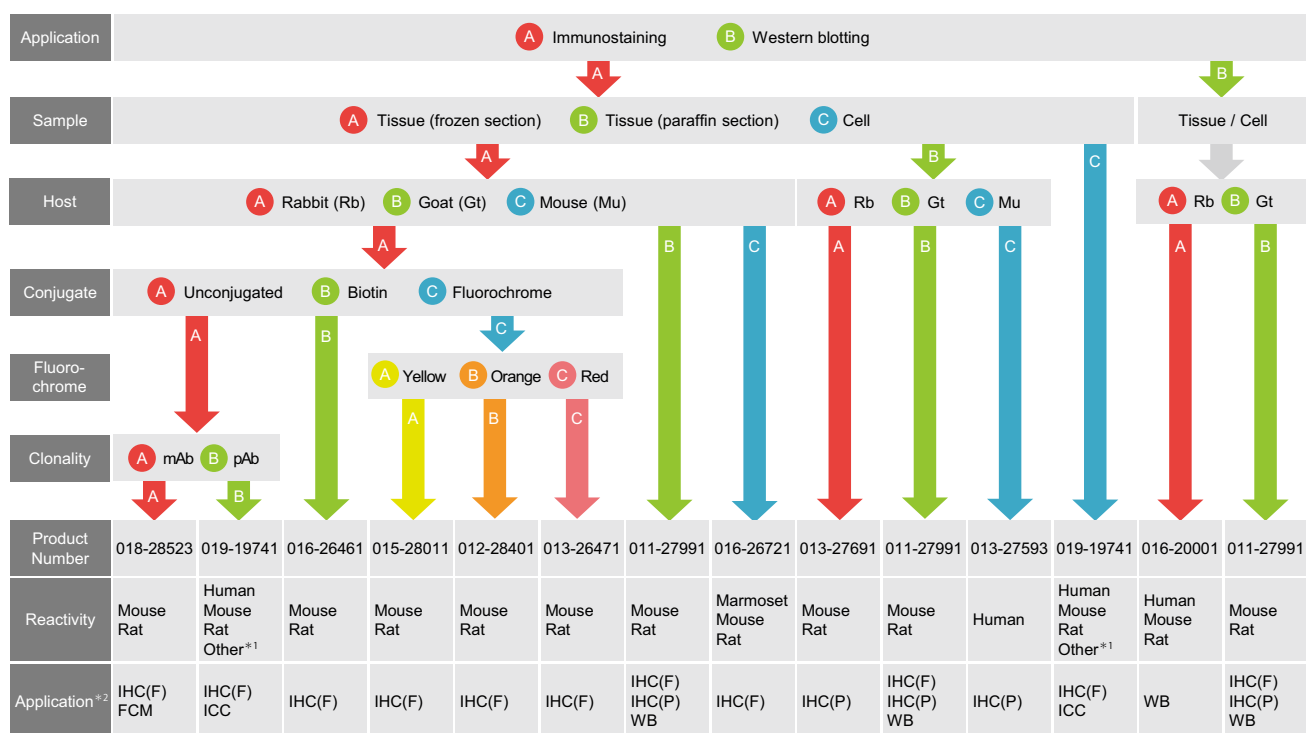 Application
A Immunostaining B Western blotting
A B
Sample
A Tissue (frozen section) B Tissue (paraffin section) C Cell
Tissue / Cell
A B C
Host
A Rabbit (Rb) B Goat (Gt) C Mouse (Mu)
A Rb B Gt C Mu
A Rb B Gt
A B C A B C A B
Conjugate
A Unconjugated B Biotin C Fluorochrome
A B C
Fluoro-
chrome
A Yellow B Orange C Red
A B C
Clonality
A mAb B pAb
A B
Product
Number
018-28523 019-19741 016-26461 015-28011 012-28401 013-26471 011-27991 016-26721 013-27691 011-27991 013-27593 019-19741 016-20001 011-27991
Reactivity
Mouse
Rat
Human
Mouse
Rat
Other*1
Mouse
Rat
Mouse
Rat
Mouse
Rat
Mouse
Rat
Mouse
Rat
Marmoset
Mouse
Rat
Mouse
Rat
Mouse
Rat
Human
Human
Mouse
Rat
Other*1
Human
Mouse
Rat
Mouse
Rat
Application*2
IHC(F)
FCM
IHC(F)
ICC
IHC(F)
IHC(F)
IHC(F)
IHC(F)
IHC(F)
IHC(P)
WB
IHC(F)
IHC(P)
IHC(F)
IHC(P)
WB
IHC(P)
IHC(F)
ICC
WB
IHC(F)
IHC(P)
WB